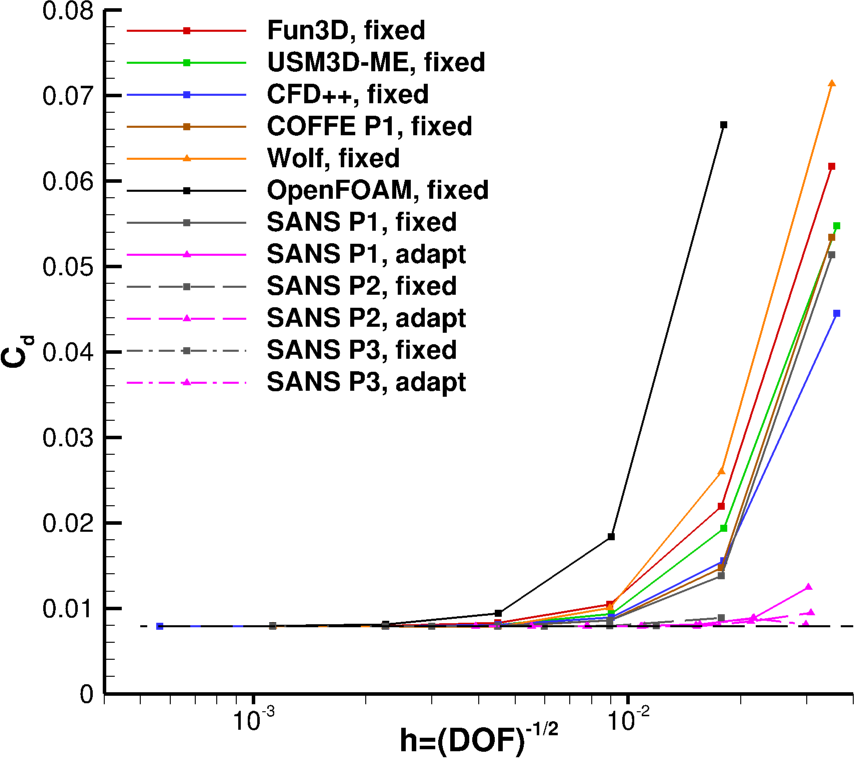 0.08
0.07
0.06
0.05
0.04
0.03
0.02
0.01
0
C_d
Fun3D, fixed
USM3D-ME, fixed
CFD++, fixed
COFFE P1, fixed
Wolf, fixed
OpenFOAM, fixed
SANS P1, fixed
SANS P1, adapt
SANS P2, fixed
SANS P2, adapt
SANS P3, fixed
SANS P3, adapt
10^-3 10^-2
h=(DOF)^-1/2